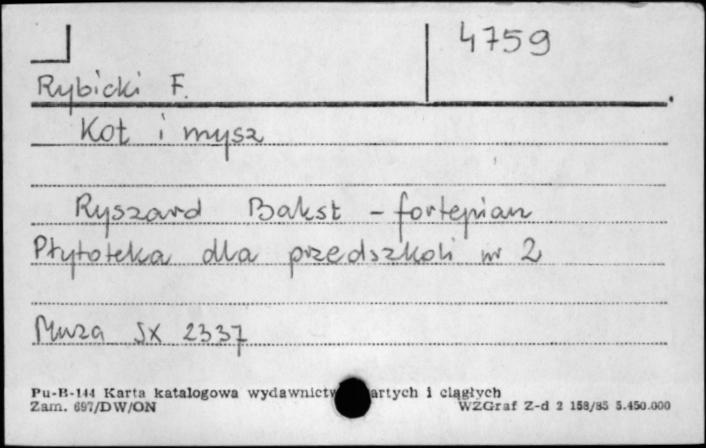 4759
Rybicki F.
Kot i mysz
Ryszard Bakst - fortepian
Płytoteka dla przedszkoli nr 2
Muza SX 2337
Pu-B-144 Karta katalogowa wydawnictw artych i ciągłych
Zam. 697/DW/ON WZGraf Z-d 2 158/85 5.450.000